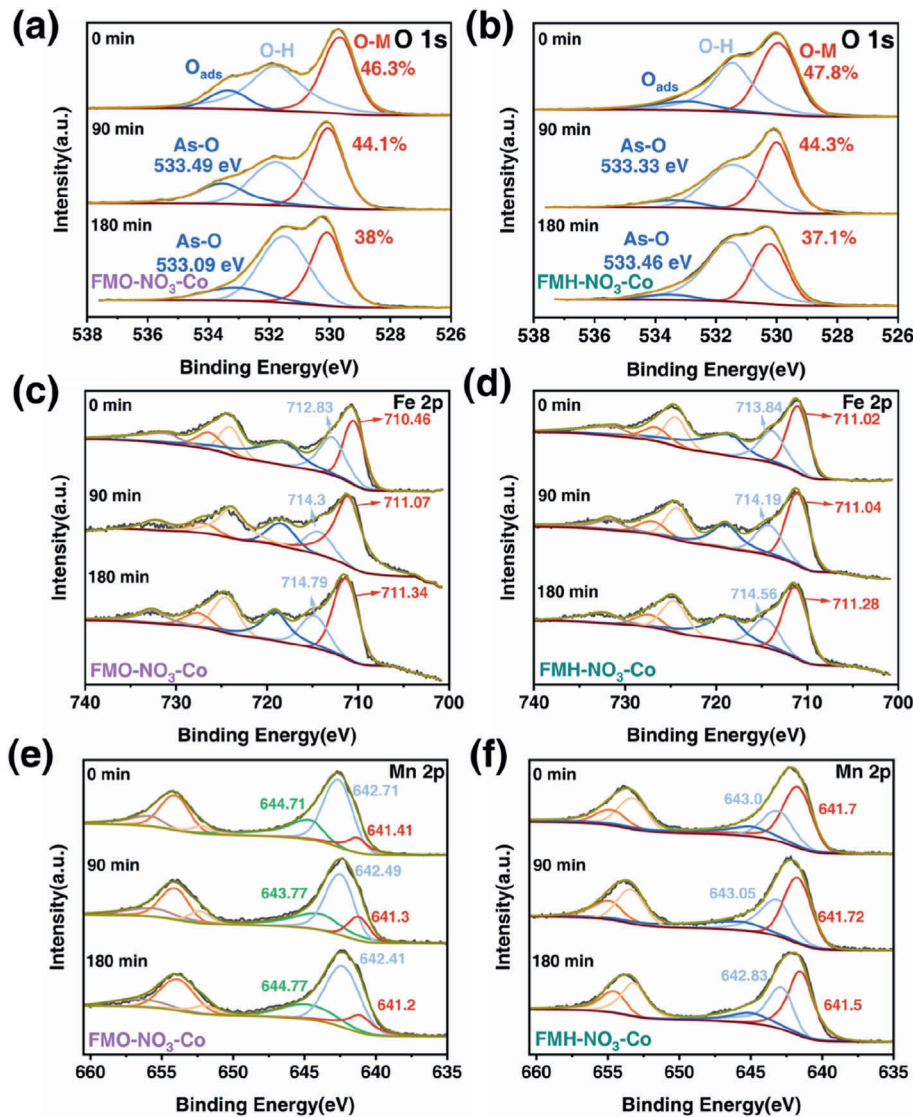 (a)
0 min
O 1s
O-H
O-M
Oads
46.3%
90 min
As-O
533.49 eV
44.1%
180 min
As-O
533.09 eV
38%
FMO-NO3-Co
Intensity(a.u.)
538 536 534 532 530 528 526
Binding Energy(eV)
(b)
0 min
O 1s
O-H
O-M
Oads
47.8%
90 min
As-O
533.33 eV
44.3%
180 min
As-O
533.46 eV
37.1%
FMH-NO3-Co
Intensity(a.u.)
538 536 534 532 530 528 526
Binding Energy(eV)
(c)
0 min
Fe 2p
712.83
710.46
90 min
714.3
711.07
180 min
714.79
711.34
FMO-NO3-Co
Intensity(a.u.)
740 730 720 710 700
Binding Energy(eV)
(d)
0 min
Fe 2p
713.84
711.02
90 min
714.19
711.04
180 min
714.56
711.28
FMH-NO3-Co
Intensity(a.u.)
740 730 720 710 700
Binding Energy(eV)
(e)
0 min
Mn 2p
644.71
642.71
641.41
90 min
642.49
643.77
641.3
180 min
642.41
644.77
641.2
FMO-NO3-Co
Intensity(a.u.)
660 655 650 645 640 635
Binding Energy(eV)
(f)
0 min
Mn 2p
643.0
641.7
90 min
643.05
641.72
180 min
642.83
641.5
FMH-NO3-Co
Intensity(a.u.)
660 655 650 645 640 635
Binding Energy(eV)